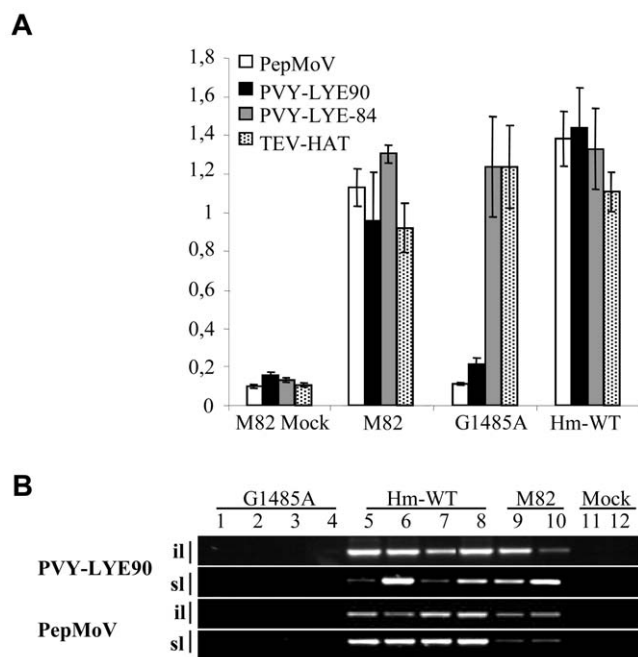 A
PepMoV
PVY-LYE90
PVY-LYE-84
TEV-HAT
1,8
1,6
1,4
1,2
1
0,8
0,6
0,4
0,2
0
M82 Mock M82 G1485A Hm-WT
B
G1485A Hm-WT M82 Mock
1 2 3 4 5 6 7 8 9 10 11 12
PVY-LYE90
il
sl
PepMoV
il
sl